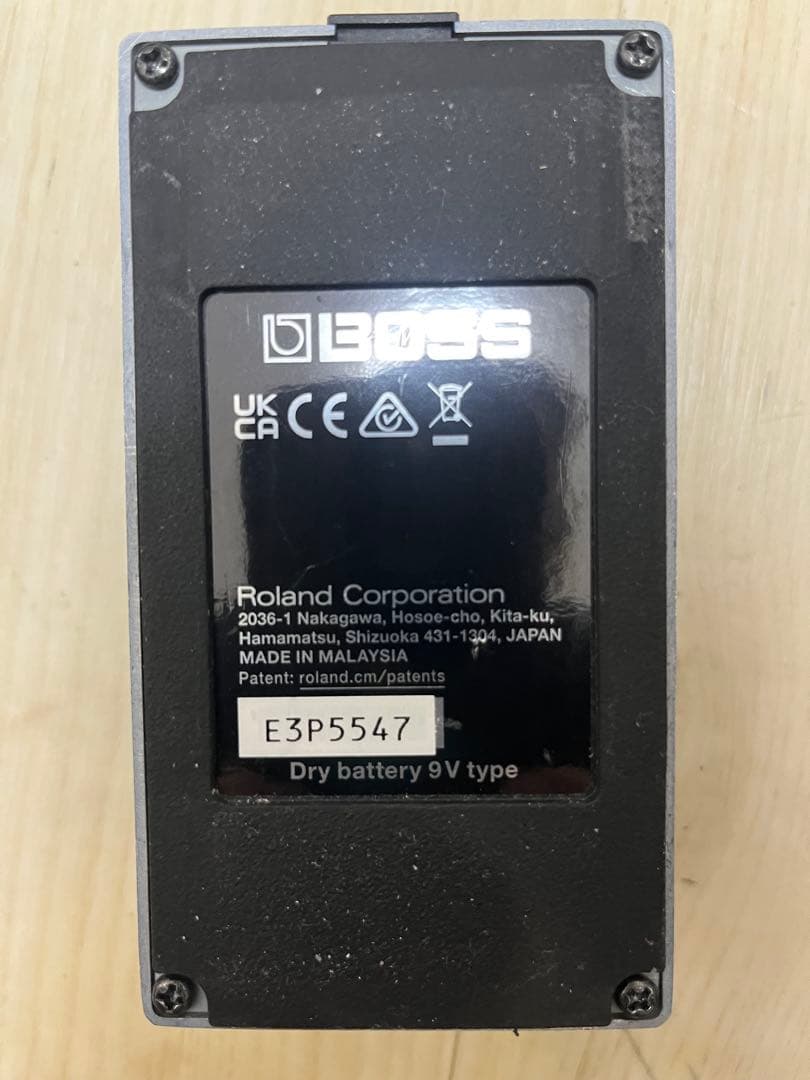 BOSS
UK
CA CE
Roland Corporation
2036-1 Nakagawa, Hosoe-cho, Kita-ku,
Hamamatsu, Shizuoka 431-1304, JAPAN
MADE IN MALAYSIA
Patent: roland.cm/patents
E3P5547
Dry battery 9V type